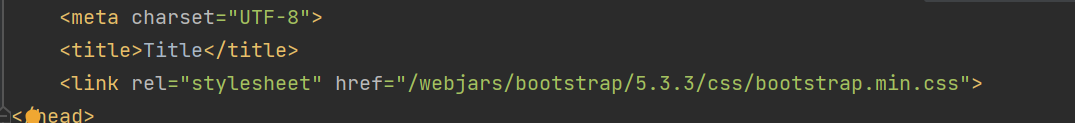 <meta charset="UTF-8">
<title>Title</title>
<link rel="stylesheet" href="/webjars/bootstrap/5.3.3/css/bootstrap.min.css">
</head>